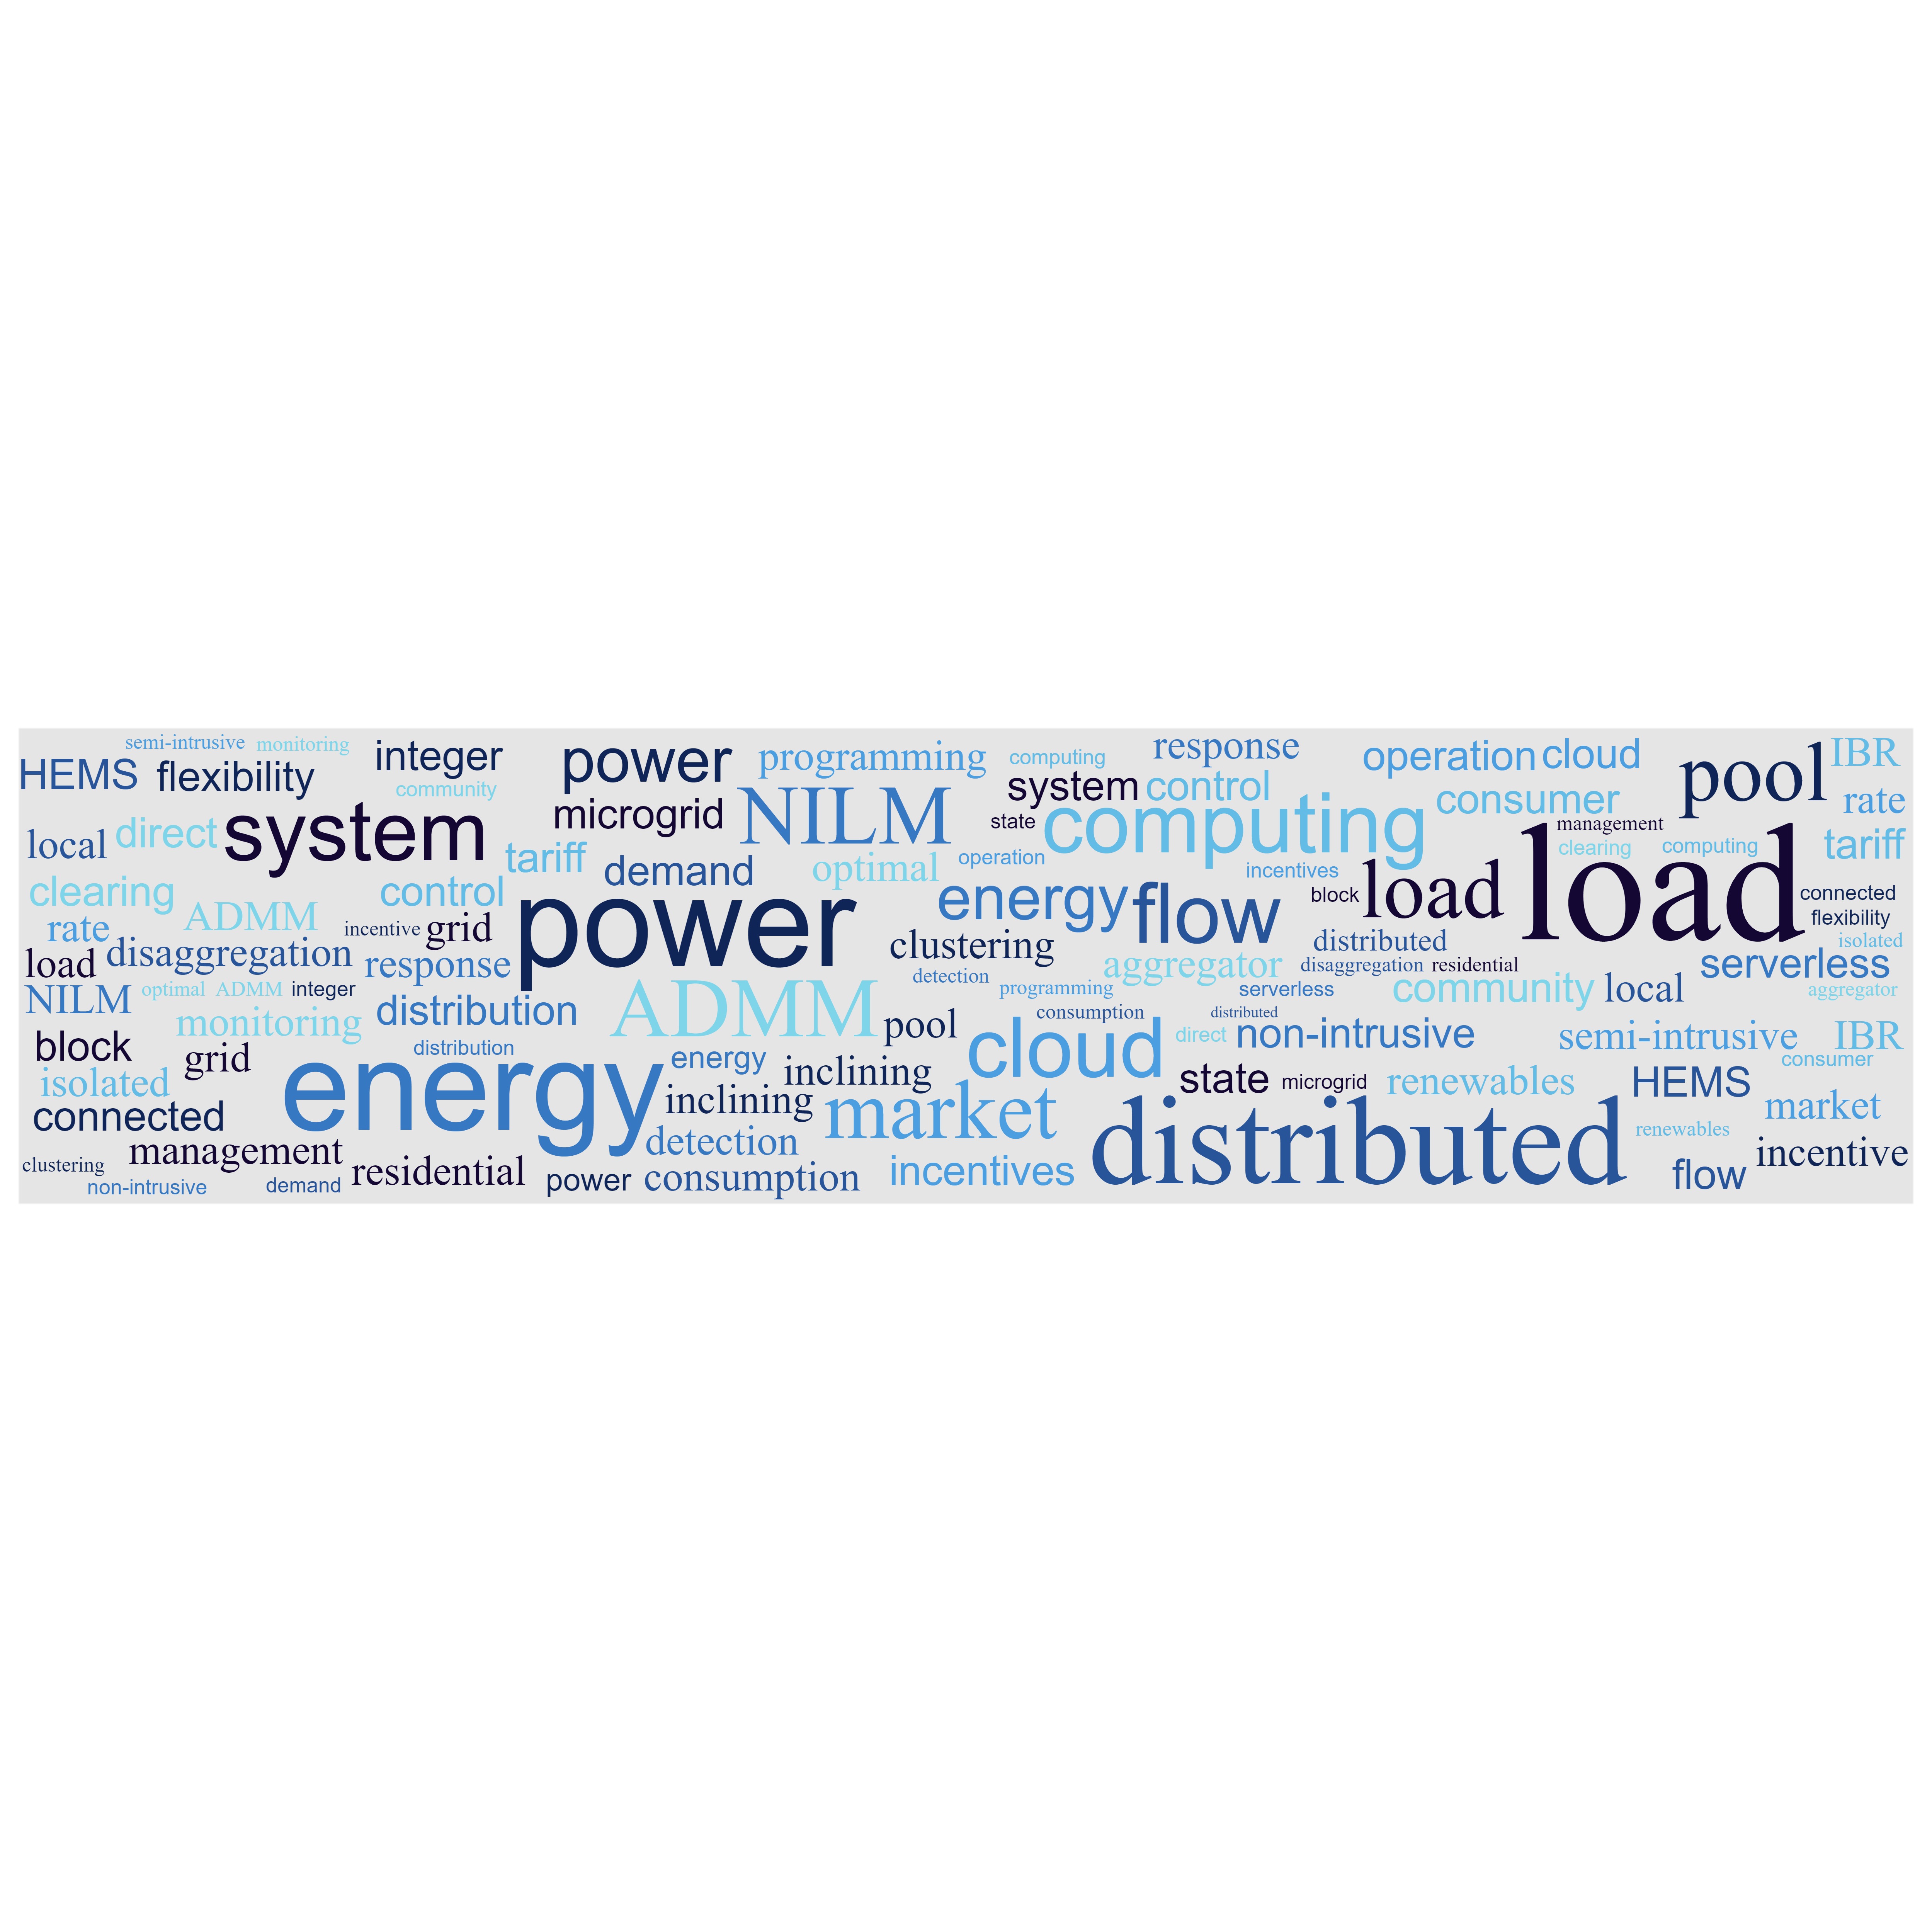 semi-intrusive monitoring integer power programming computing response operation cloud pool IBR
HEMS flexibility community microgrid NILM system control consumer rate
local direct system tariff demand optimal state computing operation incentives management clearing computing load tariff
clearing control power energy flow block load connected
rate ADMM incentive grid clustering distributed flexibility
load disaggregation response detection aggregator disaggregation residential isolated serverless
NILM optimal ADMM integer distribution ADMM programming serverless community local aggregator
monitoring pool consumption distributed
block grid distribution energy inclining cloud direct non-intrusive semi-intrusive IBR
isolated energy inclining state microgrid renewables HEMS consumer
connected market distributed renewables market
management detection incentive
clustering residential power consumption incentives flow
non-intrusive demand